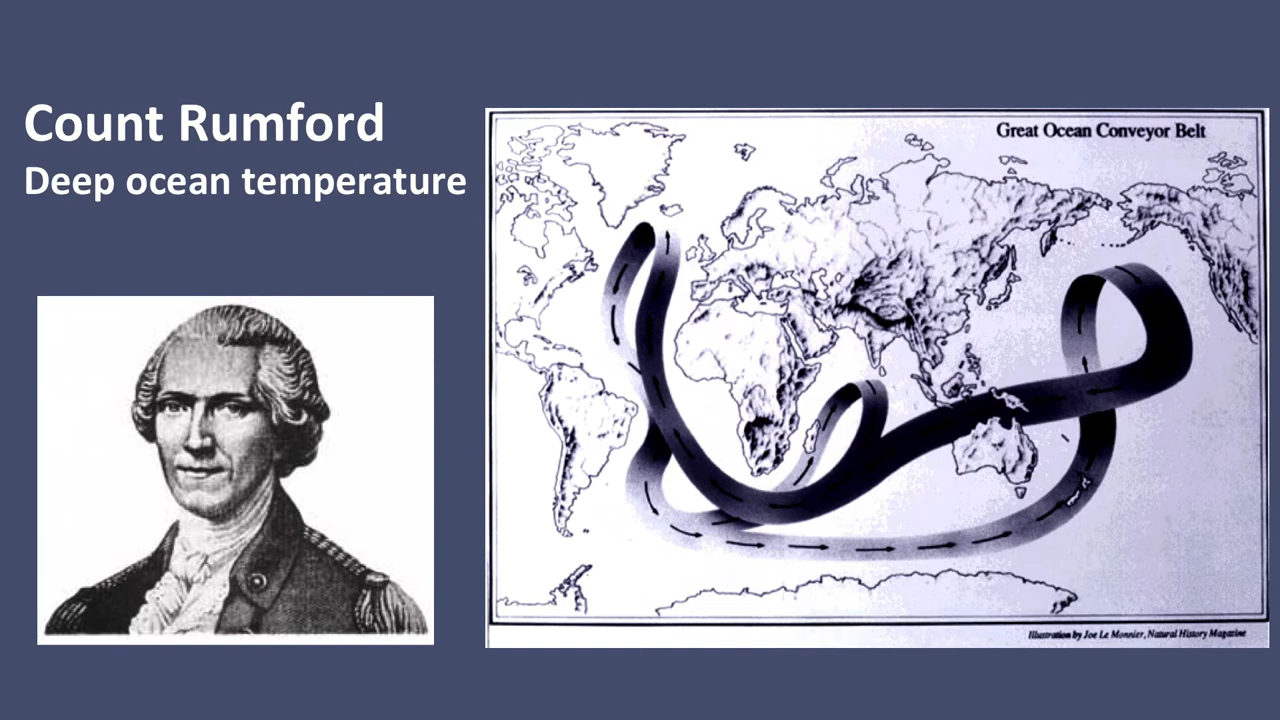 Count Rumford
Deep ocean temperature
Great Ocean Conveyor Belt
Illustration by Joe Le Monnier, Natural History Magazine